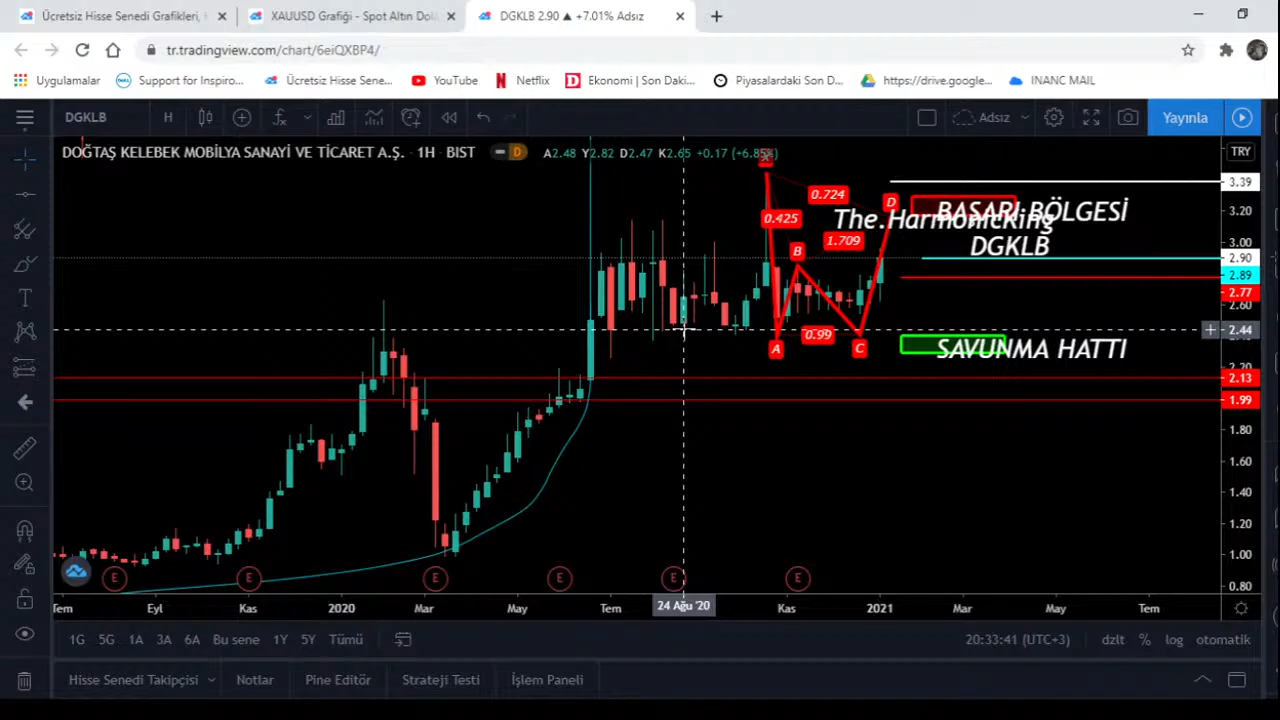 Ücretsiz Hisse Senedi Grafikleri,
XAUUSD Grafiği - Spot Altın Dol
DGKLB 2.90 ▲ +7.01% Adsız
tr.tradingview.com/chart/6eiQXBP4/
Uygulamalar
Support for Inspiro...
Ücretsiz Hisse Sene...
YouTube
Netflix
Ekonomi | Son Daki...
Piyasalardaki Son D...
https://drive.google...
INANC MAIL
DGKLB
H
Adsız
Yayınla
DOĞTAŞ KELEBEK MOBİLYA SANAYİ VE TİCARET A.Ş. · 1H · BIST
D
A2.48 Y2.82 D2.47 K2.65 +0.17 (+6.85%)
TRY
3.39
0.724
D
BAŞARI BÖLGESİ
3.20
0.425
The.Harmonicking
1.709
DGKLB
3.00
B
2.90
2.89
2.77
2.60
2.44
0.99
A
C
SAVUNMA HATTI
2.20
2.13
1.99
1.80
1.60
1.40
1.20
1.00
0.80
E
E
E
E
E
E
Tem
Eyl
Kas
2020
Mar
May
Tem
24 Ağu '20
Kas
2021
Mar
May
Tem
1G 5G 1A 3A 6A Bu sene 1Y 5Y Tümü
20:33:41 (UTC+3)
dzlt % log otomatik
Hisse Senedi Takipçisi
Notlar
Pine Editör
Strateji Testi
İşlem Paneli